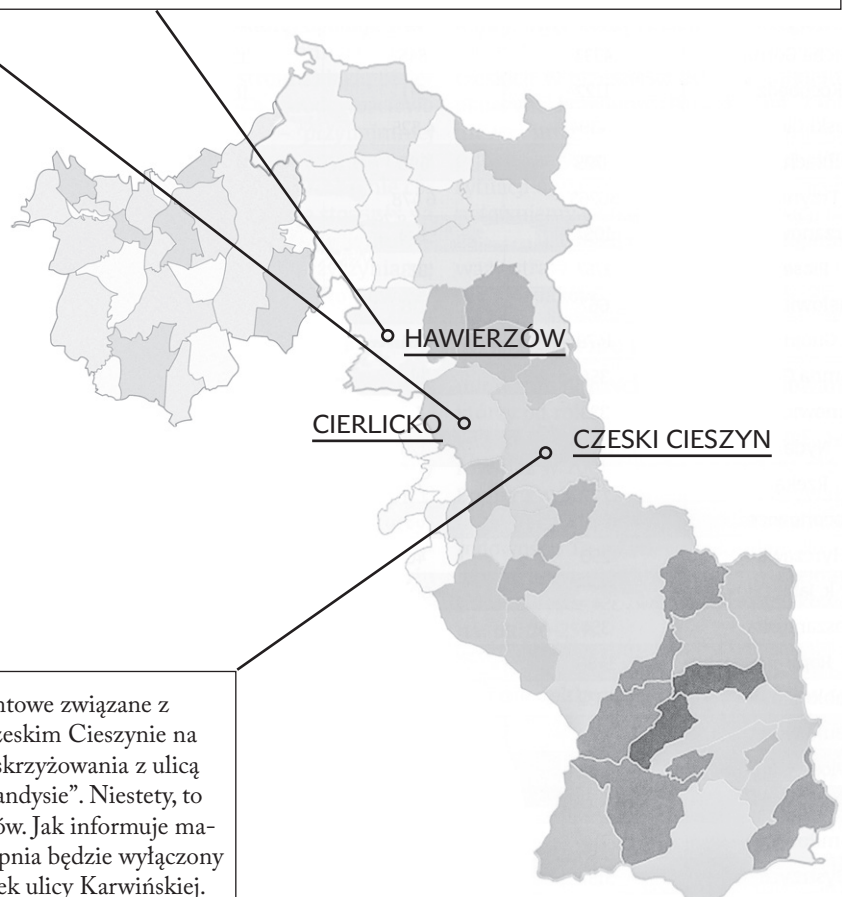 HAWIERZÓW
CIERLICKO
CZESKI CIESZYN
ntowe związane z
zeskim Cieszynie na
skrzyżowania z ulicą
andysie”. Niestety, to
ów. Jak informuje ma-
pnia będzie wyłączony
ek ulicy Karwińskiej.